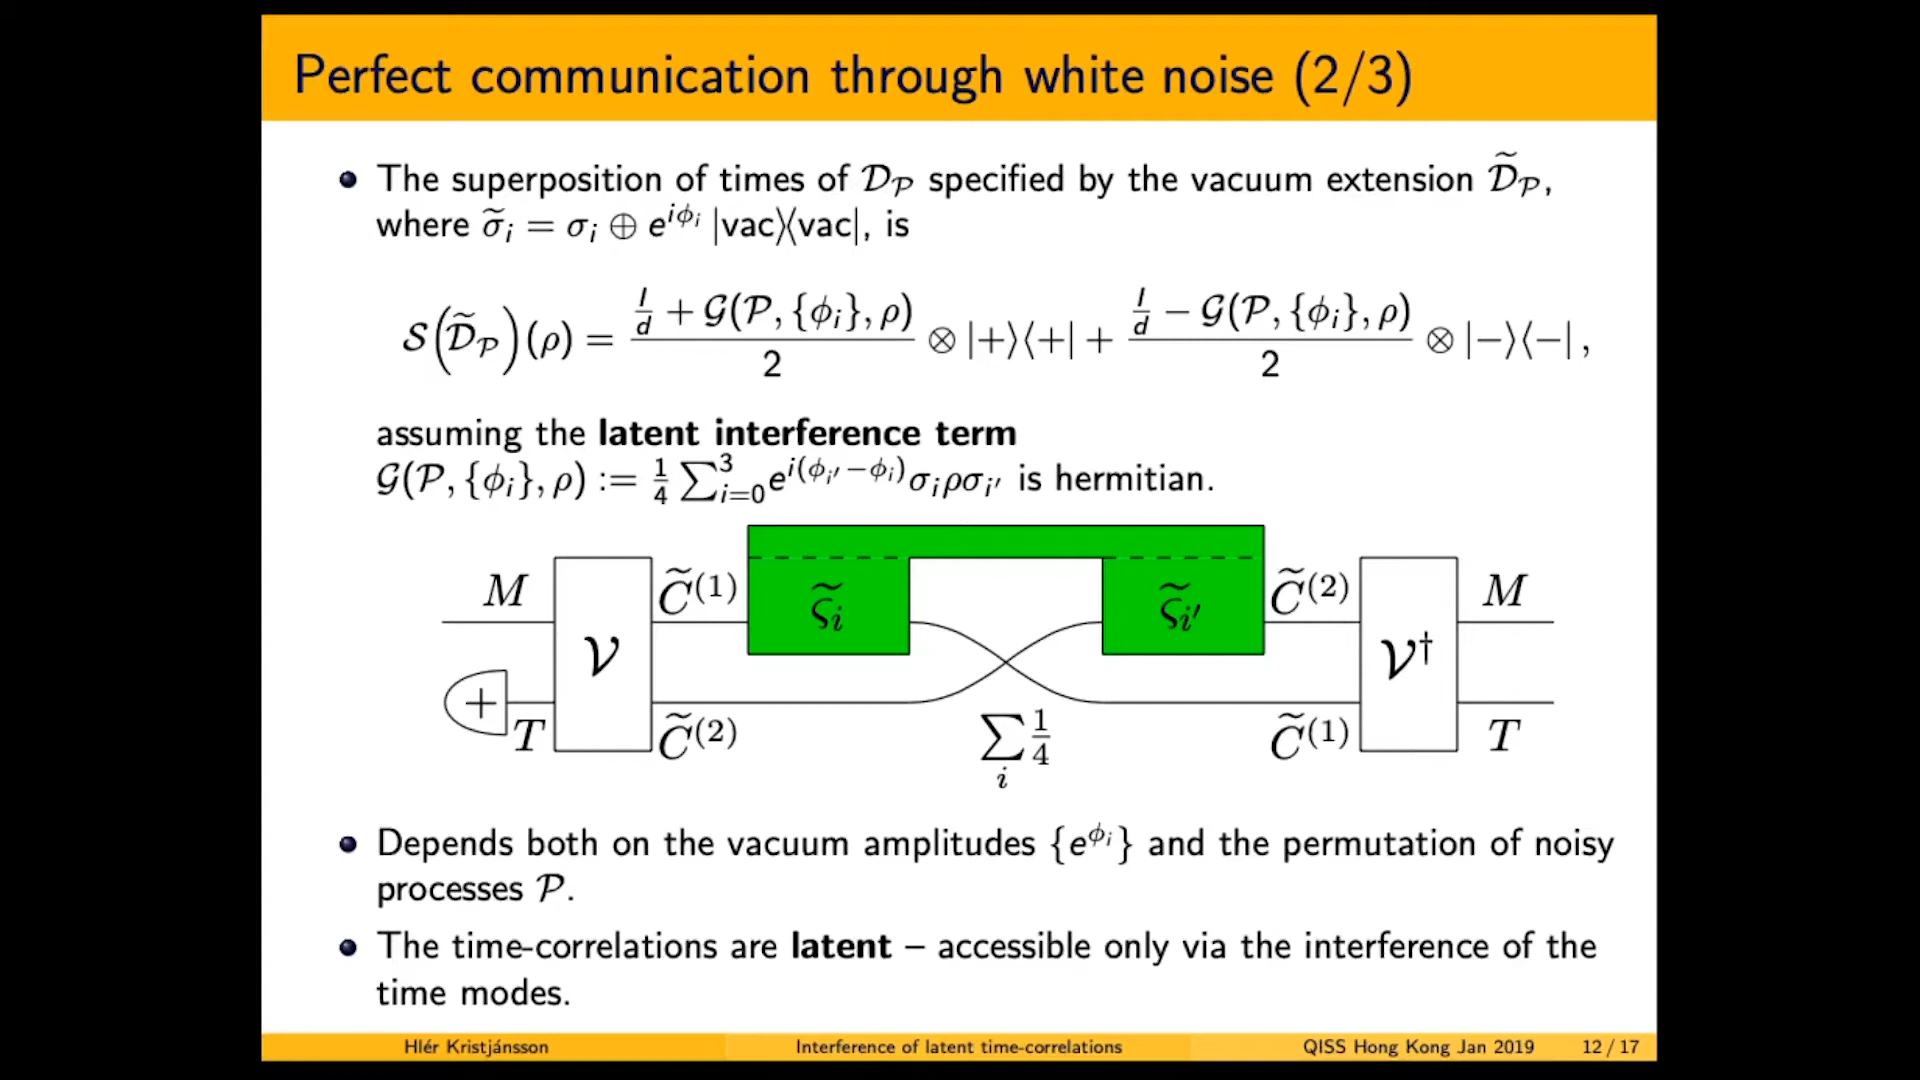 Perfect communication through white noise (2/3)
• The superposition of times of 𝒟_𝒫 specified by the vacuum extension 𝒟̃_𝒫,
where σ̃_i = σ_i ⊕ e^{iϕ_i} |vac⟩⟨vac|, is
𝒮(𝒟̃_𝒫)(ρ) = (I/d + 𝒢(𝒫, {ϕ_i}, ρ))/2 ⊗ |+⟩⟨+| + (I/d − 𝒢(𝒫, {ϕ_i}, ρ))/2 ⊗ |−⟩⟨−| ,
assuming the latent interference term
𝒢(𝒫, {ϕ_i}, ρ) := 1/4 ∑_{i=0}^{3} e^{i(ϕ_{i′}−ϕ_i)} σ_i ρ σ_{i′} is hermitian.
M 𝒱 C̃^{(1)} ς̃_i ς̃_{i′} C̃^{(2)} 𝒱† M
+ T C̃^{(2)} ∑_i 1/4 C̃^{(1)} T
• Depends both on the vacuum amplitudes {e^{ϕ_i}} and the permutation of noisy
processes 𝒫.
• The time-correlations are latent – accessible only via the interference of the
time modes.
Hlér Kristjánsson Interference of latent time-correlations QISS Hong Kong Jan 2019 12 / 17